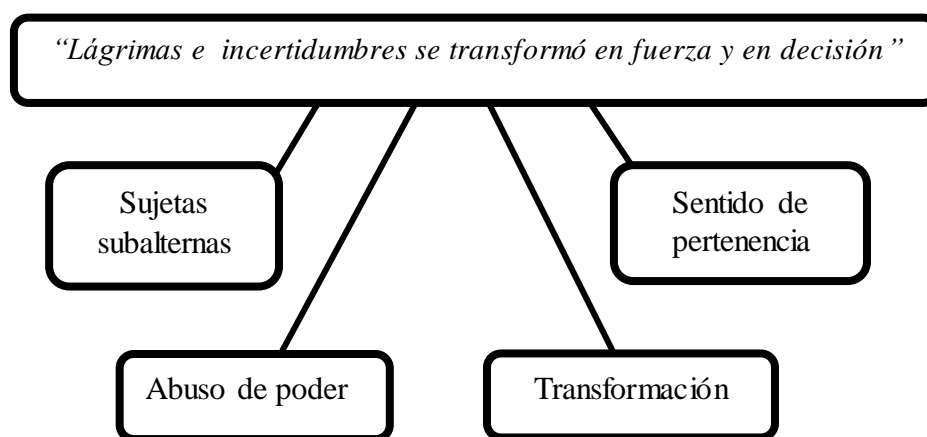 “Lágrimas e incertidumbres se transformó en fuerza y en decisión”
Sujetas
subalternas
Sentido de
pertenencia
Abuso de poder
Transformación